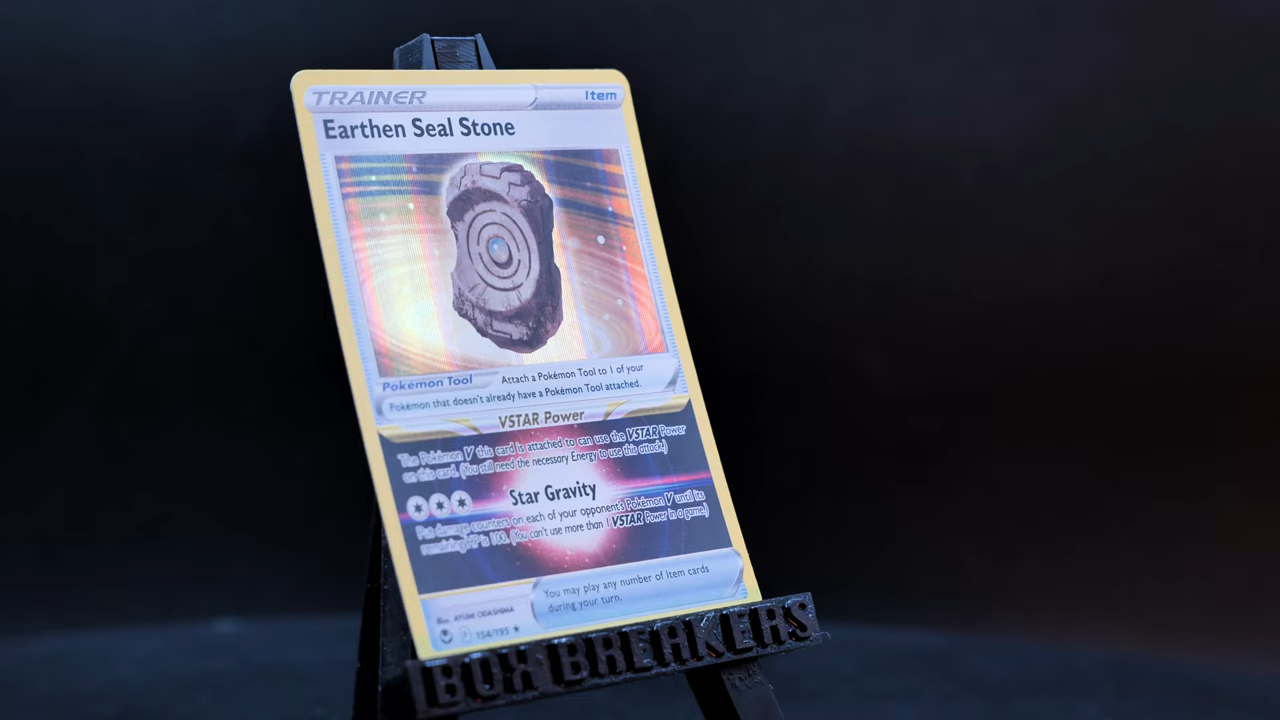 TRAINER Item
Earthen Seal Stone
Pokémon Tool Attach a Pokémon Tool to 1 of your
Pokémon that doesn't already have a Pokémon Tool attached.
VSTAR Power
The Pokémon V this card is attached to can use the VSTAR Power
on this card. (You still need the necessary Energy to use this attack.)
Star Gravity
Put damage counters on each of your opponent's Pokémon V until its
remaining HP is 100. (You can't use more than 1 VSTAR Power in a game.)
You may play any number of Item cards
during your turn.
Illus. AYUMI ODASHIMA
154/195 ★
BOX BREAKERS